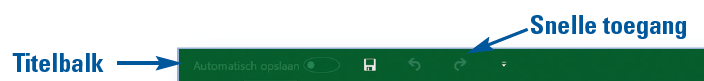 Snelle toegang
Titelbalk
Automatisch opslaan